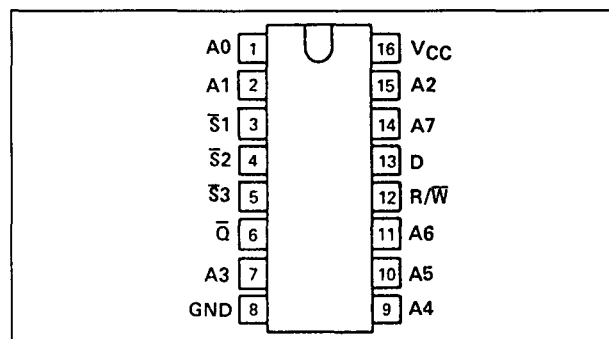 A0 1 16 VCC
A1 2 15 A2
S̅1 3 14 A7
S̅2 4 13 D
S̅3 5 12 R/W̅
Q̅ 6 11 A6
A3 7 10 A5
GND 8 9 A4